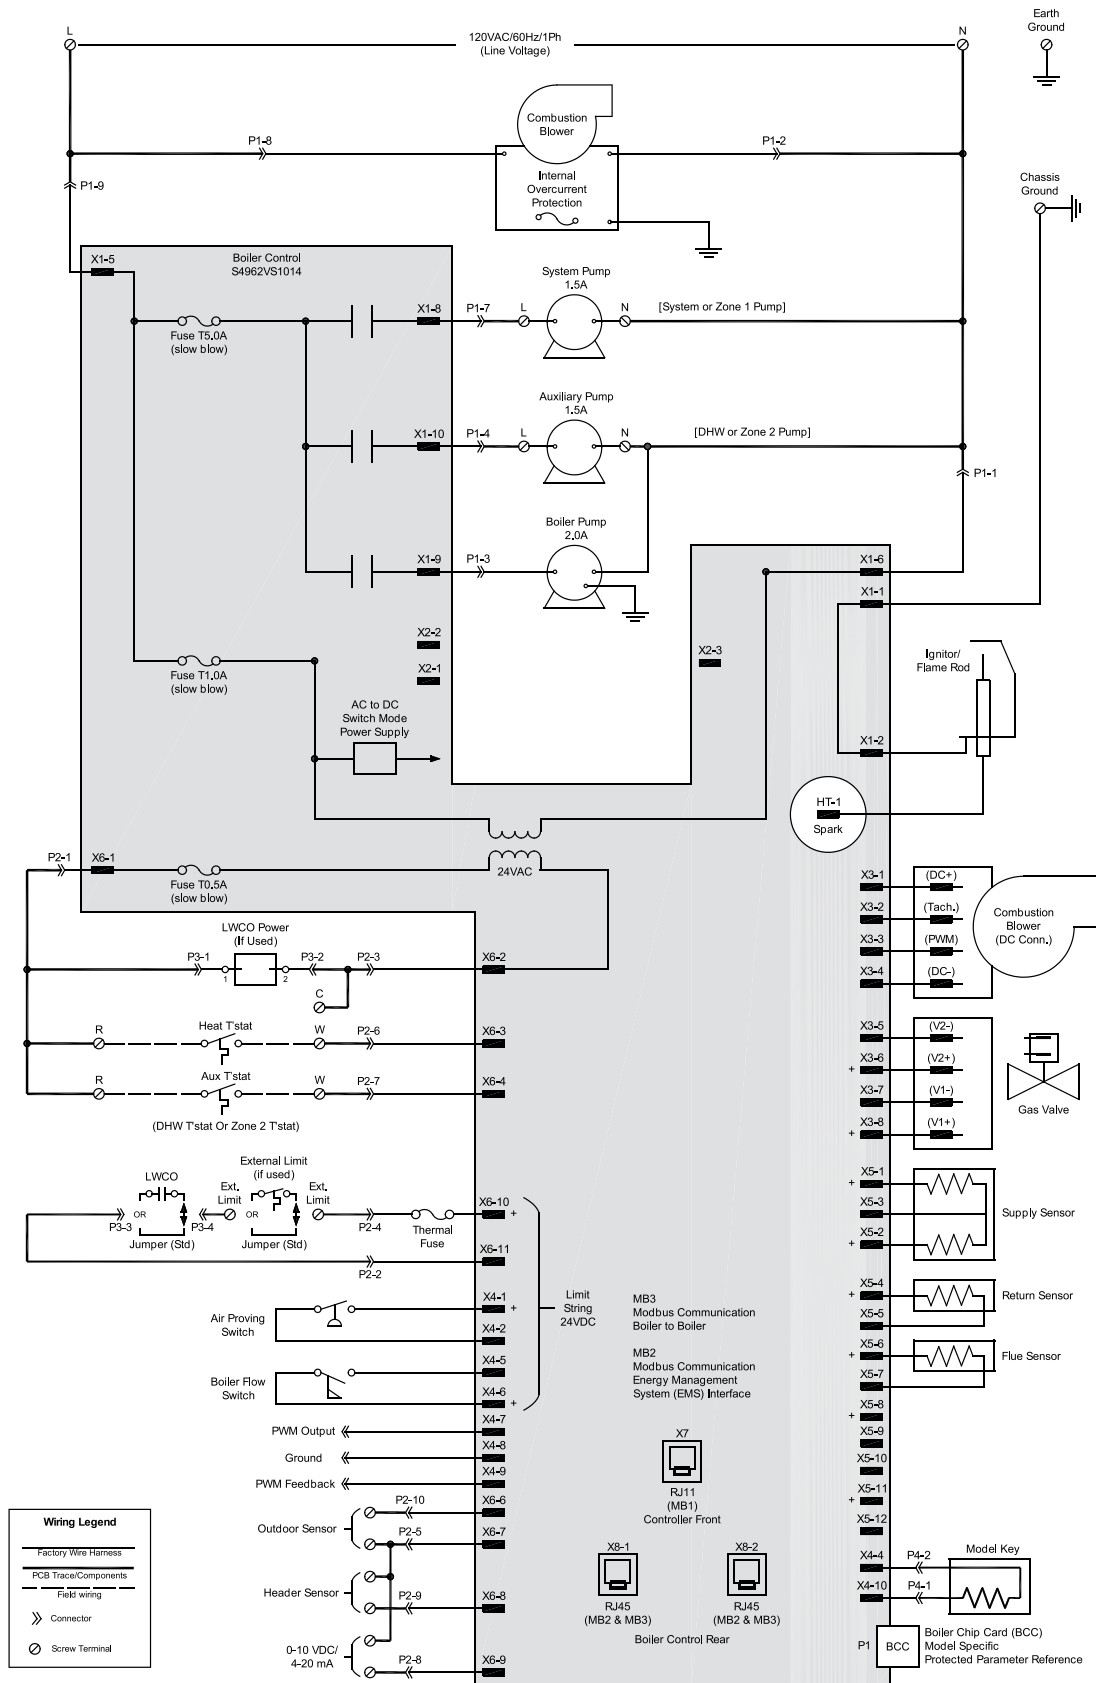 L
120VAC/60Hz/1Ph
(Line Voltage)
N
Earth
Ground
Combustion
Blower
P1-8
P1-2
P1-9
Internal
Overcurrent
Protection
Chassis
Ground
X1-5
Boiler Control
S4962VS1014
System Pump
1.5A
X1-8
P1-7
L
N
[System or Zone 1 Pump]
Fuse T5.0A
(slow blow)
Auxiliary Pump
1.5A
X1-10
P1-4
L
N
[DHW or Zone 2 Pump]
P1-1
Boiler Pump
2.0A
X1-9
P1-3
X1-6
X1-1
X2-2
X2-1
X2-3
Ignitor/
Flame Rod
Fuse T1.0A
(slow blow)
AC to DC
Switch Mode
Power Supply
X1-2
HT-1
Spark
P2-1
X6-1
Fuse T0.5A
(slow blow)
24VAC
X3-1
(DC+)
X3-2
(Tach.)
X3-3
(PWM)
X3-4
(DC-)
Combustion
Blower
(DC Conn.)
LWCO Power
(If Used)
P3-1
1
2
P3-2
P2-3
X6-2
C
R
Heat T'stat
W
P2-6
X6-3
R
Aux T'stat
W
P2-7
X6-4
(DHW T'stat Or Zone 2 T'stat)
X3-5
(V2-)
X3-6
(V2+)
+
X3-7
(V1-)
X3-8
(V1+)
+
Gas Valve
LWCO
OR
P3-3
P3-4
Jumper (Std)
Ext.
Limit
External Limit
(if used)
OR
Jumper (Std)
Ext.
Limit
P2-4
Thermal
Fuse
X6-10
+
X6-11
P2-2
X5-1
+
X5-3
X5-2
+
Supply Sensor
Air Proving
Switch
X4-1
+
X4-2
Limit
String
24VDC
MB3
Modbus Communication
Boiler to Boiler
X5-4
+
X5-5
Return Sensor
Boiler Flow
Switch
X4-5
X4-6
+
MB2
Modbus Communication
Energy Management
System (EMS) Interface
X5-6
+
X5-7
Flue Sensor
X5-8
+
X5-9
X5-10
X5-11
+
X5-12
PWM Output
X4-7
Ground
X4-8
PWM Feedback
X4-9
X7
RJ11
(MB1)
Controller Front
Outdoor Sensor
P2-10
X6-6
P2-5
X6-7
Header Sensor
P2-9
X6-8
0-10 VDC/
4-20 mA
P2-8
X6-9
X8-1
RJ45
(MB2 & MB3)
X8-2
RJ45
(MB2 & MB3)
Boiler Control Rear
X4-4
P4-2
Model Key
X4-10
P4-1
P1
BCC
Boiler Chip Card (BCC)
Model Specific
Protected Parameter Reference
Wiring Legend
Factory Wire Harness
PCB Trace/Components
Field wiring
Connector
Screw Terminal